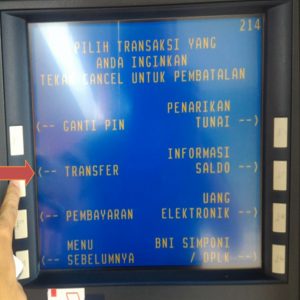 214
PILIH TRANSAKSI YANG
ANDA INGINKAN
TEKAN CANCEL UNTUK PEMBATALAN
PENARIKAN
<-- GANTI PIN TUNAI -->
INFORMASI
<-- TRANSFER SALDO -->
UANG
<-- PEMBAYARAN ELEKTRONIK -->
MENU BNI SIMPONI
<-- SEBELUMNYA / DPLK -->